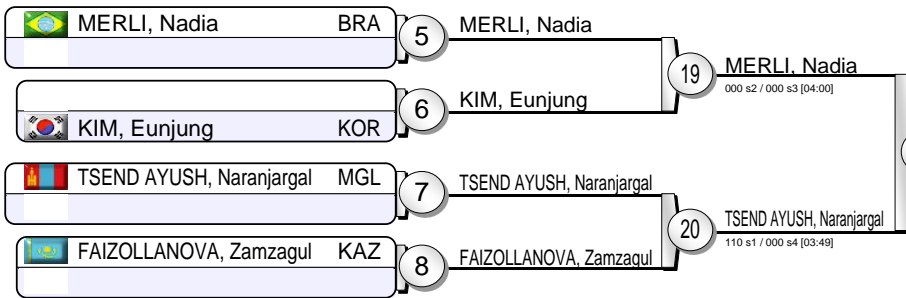 MERLI, Nadia BRA
5
MERLI, Nadia
19
MERLI, Nadia
000 s2 / 000 s3 [04:00]
6
KIM, Eunjung
KIM, Eunjung KOR
TSEND AYUSH, Naranjargal MGL
7
TSEND AYUSH, Naranjargal
20
TSEND AYUSH, Naranjargal
110 s1 / 000 s4 [03:49]
FAIZOLLANOVA, Zamzagul KAZ
8
FAIZOLLANOVA, Zamzagul